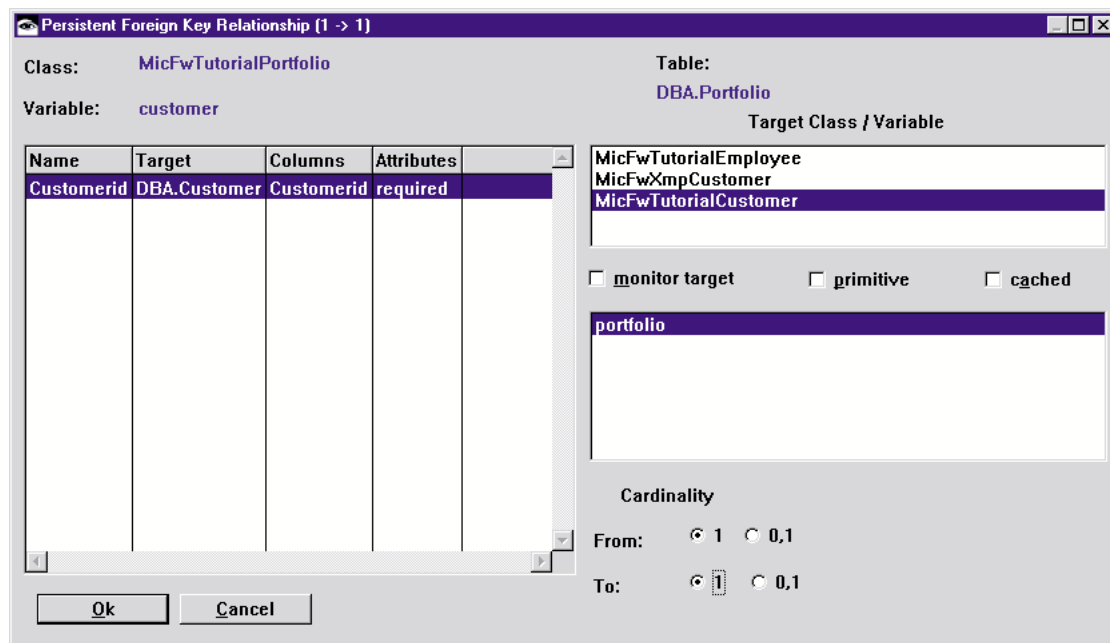 Persistent Foreign Key Relationship (1 -> 1)
Class: MicFwTutorialPortfolio
Variable: customer
Table:
DBA.Portfolio
Target Class / Variable
Name Target Columns Attributes
Customerid DBA.Customer Customerid required
MicFwTutorialEmployee
MicFwXmpCustomer
MicFwTutorialCustomer
monitor target primitive cached
portfolio
Cardinality
From: 1 0,1
To: 1 0,1
Ok Cancel